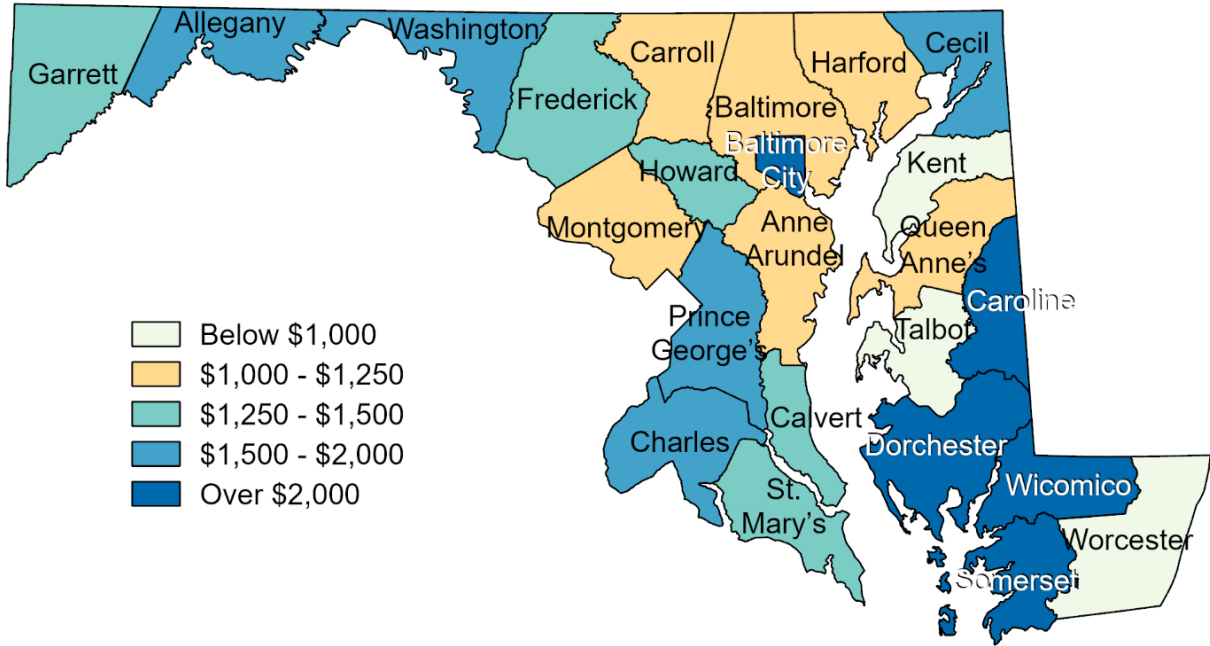 Allegany
Washington
Garrett
Carroll
Harford
Cecil
Frederick
Baltimore
Baltimore
City
Howard
Kent
Montgomery
Anne
Arundel
Queen
Anne's
Caroline
Prince
George's
Talbot
Below $1,000
$1,000 - $1,250
$1,250 - $1,500
$1,500 - $2,000
Over $2,000
Calvert
Charles
Dorchester
St.
Mary's
Wicomico
Worcester
Somerset